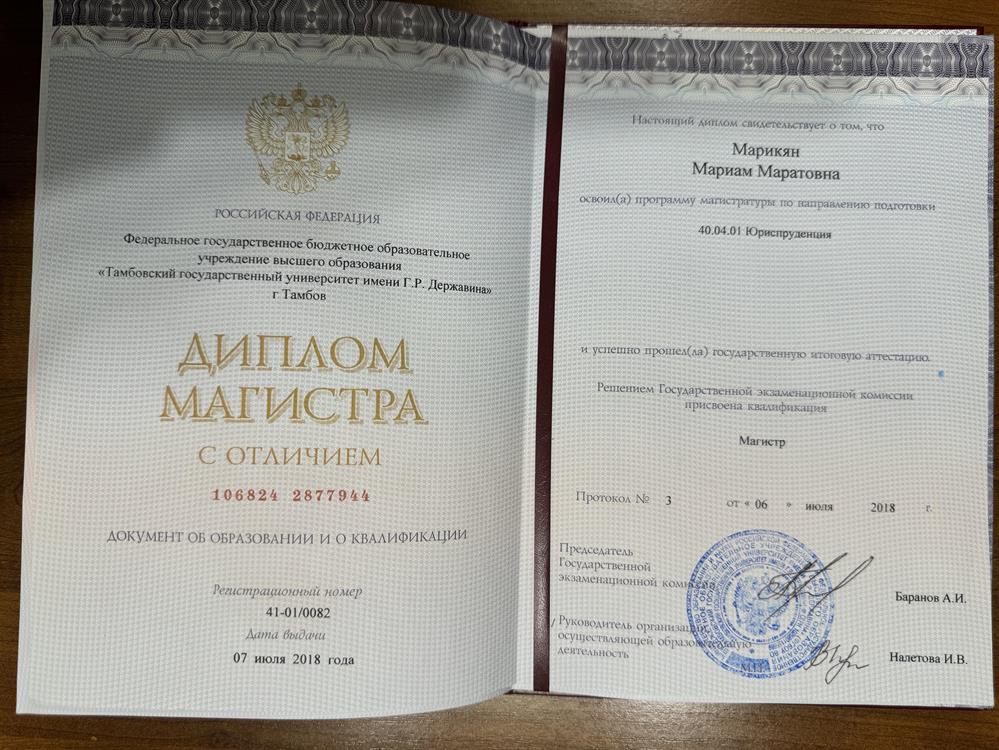 РОССИЙСКАЯ ФЕДЕРАЦИЯ
Федеральное государственное бюджетное образовательное
учреждение высшего образования
«Тамбовский государственный университет имени Г.Р. Державина»
г Тамбов
ДИПЛОМ
МАГИСТРА
С ОТЛИЧИЕМ
106824 2877944
ДОКУМЕНТ ОБ ОБРАЗОВАНИИ И О КВАЛИФИКАЦИИ
Регистрационный номер
41-01/0082
Дата выдачи
07 июля 2018 года
Настоящий диплом свидетельствует о том, что
Марикян
Мариам Маратовна
освоил(а) программу магистратуры по направлению подготовки
40.04.01 Юриспруденция
и успешно прошел(ла) государственную итоговую аттестацию.
Решением Государственной экзаменационной комиссии
присвоена квалификация
Магистр
Протокол № 3 от « 06 » июля 2018 г.
Председатель
Государственной
экзаменационной комиссии
Баранов А.И.
Руководитель организации,
осуществляющей образовательную
деятельность
Налетова И.В.
М.П.